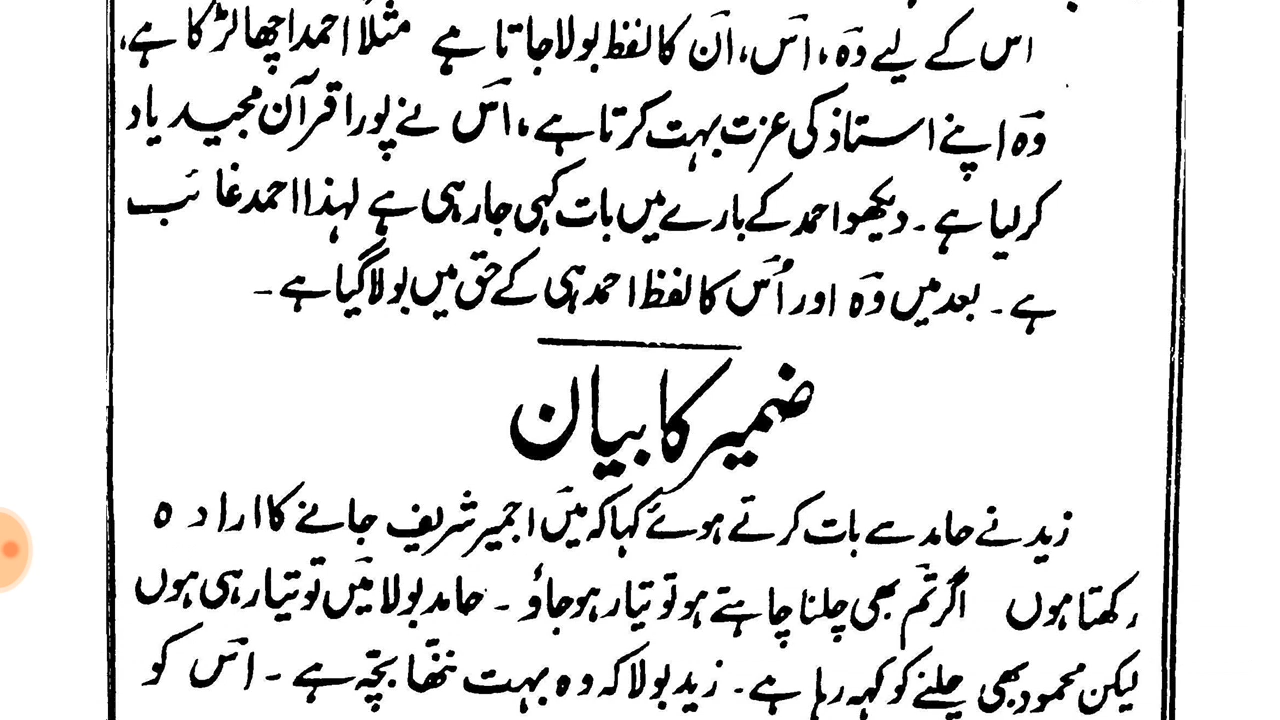 اس کے لیے وہ، اس، ان کا لفظ بولا جاتا ہے مثلاً احمد اچھا لڑکا ہے،
وہ اپنے استاذ کی عزت بہت کرتا ہے، اس نے پورا قرآن مجید یاد
کر لیا ہے۔ دیکھو احمد کے بارے میں بات کہی جا رہی ہے لہذا احمد غائب
ہے۔ بعد میں وہ اور اُس کا لفظ احمد ہی کے حق میں بولا گیا ہے۔
ضمیر کا بیان
زید نے حامد سے بات کرتے ہوئے کہا کہ میں اجمیر شریف جانے کا ارادہ
رکھتا ہوں اگر تم بھی چلنا چاہتے ہو تو تیار ہو جاؤ۔ حامد بولا میں تو تیار ہی ہوں
لیکن محمود بھی چلنے کو کہہ رہا ہے۔ زید بولا کہ وہ بہت ننھا بچّہ ہے۔ اس کو